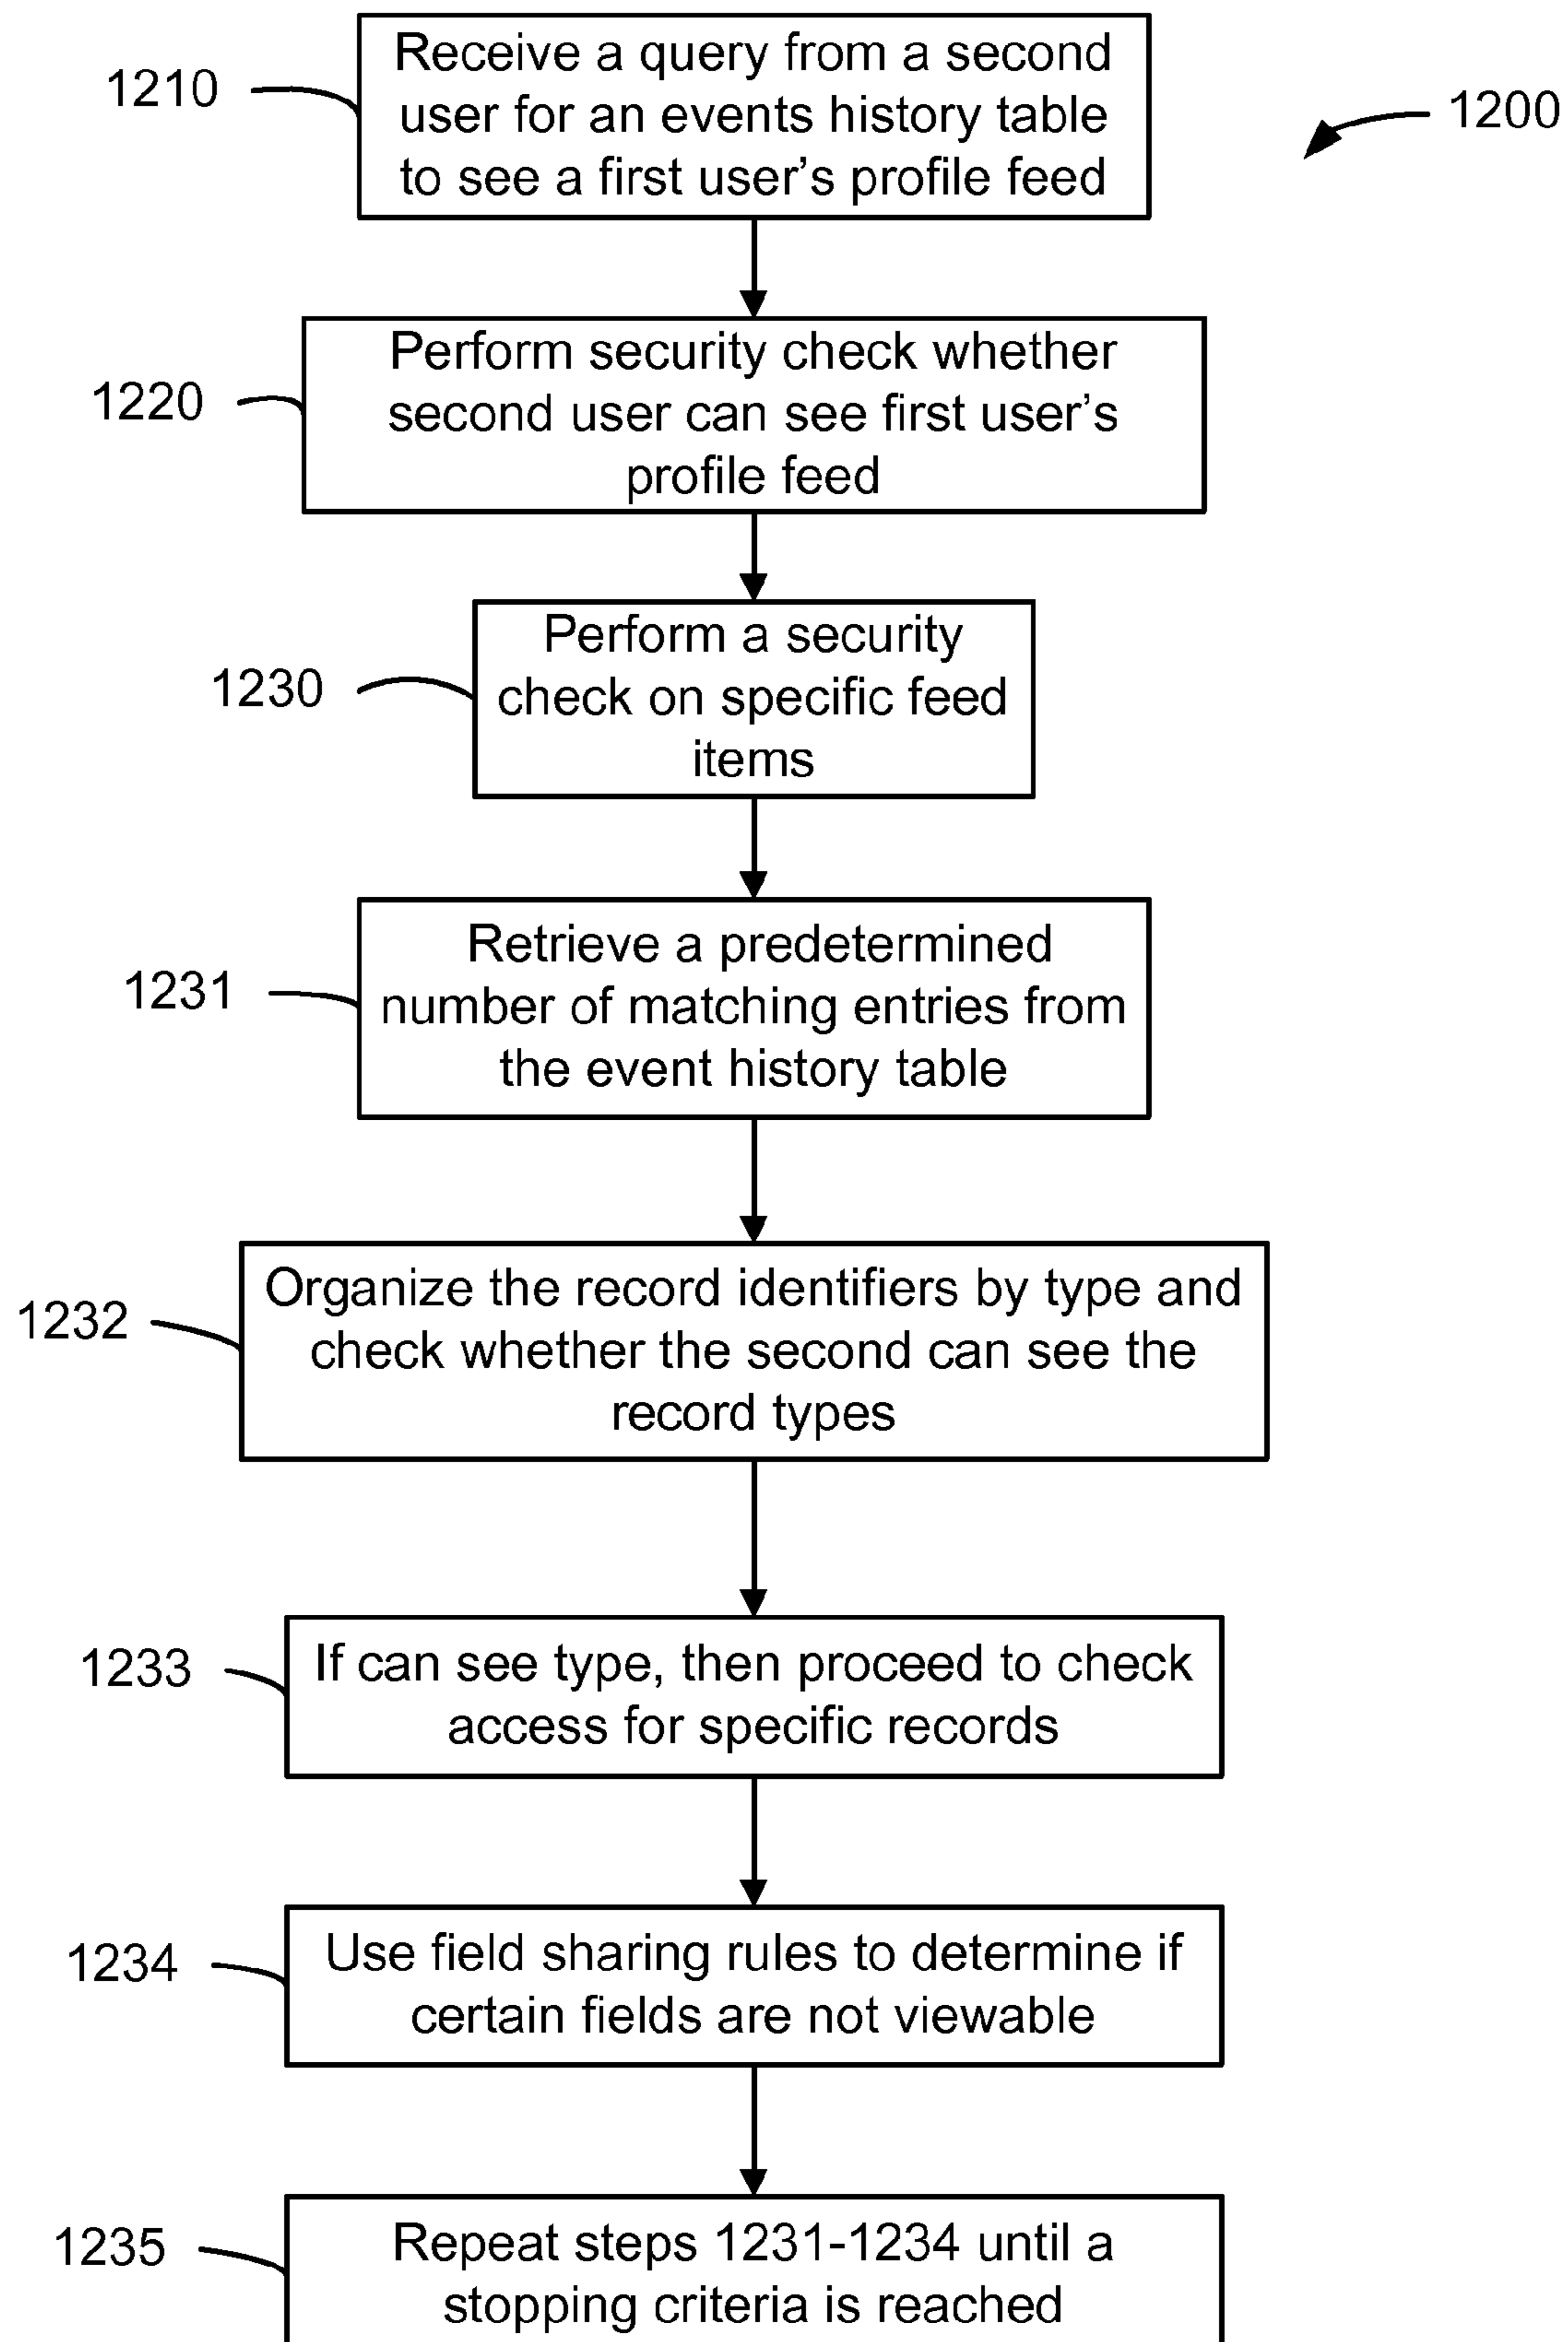 Receive a query from a second
user for an events history table
to see a first user’s profile feed
1210
1200
Perform security check whether
second user can see first user’s
profile feed
1220
Perform a security
check on specific feed
items
1230
Retrieve a predetermined
number of matching entries from
the event history table
1231
Organize the record identifiers by type and
check whether the second can see the
record types
1232
If can see type, then proceed to check
access for specific records
1233
Use field sharing rules to determine if
certain fields are not viewable
1234
Repeat steps 1231-1234 until a
stopping criteria is reached
1235